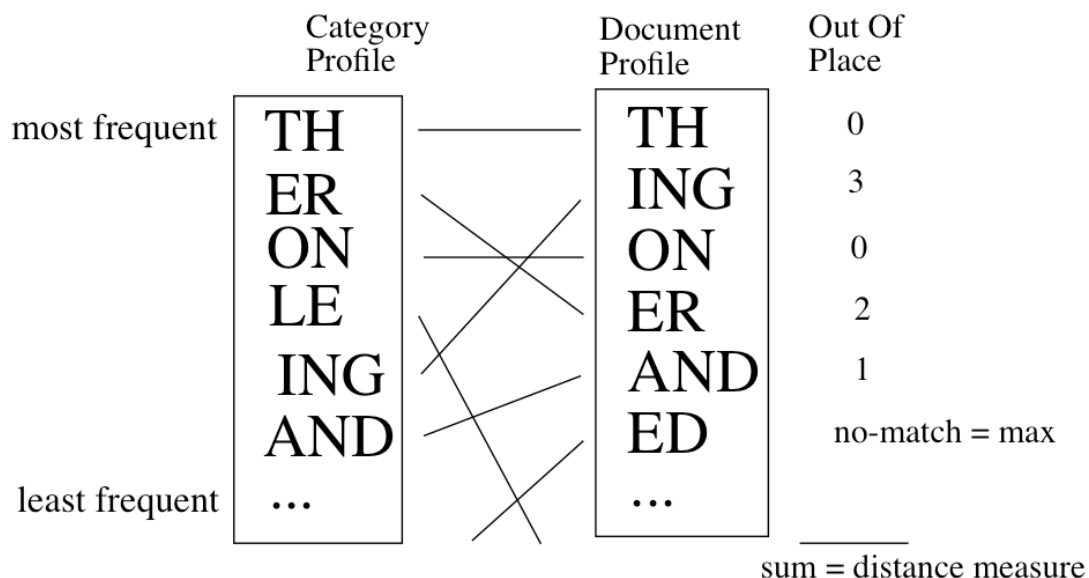 Category Profile
Document Profile
Out Of Place
most frequent
TH
TH
0
ER
ING
3
ON
ON
0
LE
ER
2
ING
AND
1
AND
ED
no-match = max
least frequent
...
...
sum = distance measure